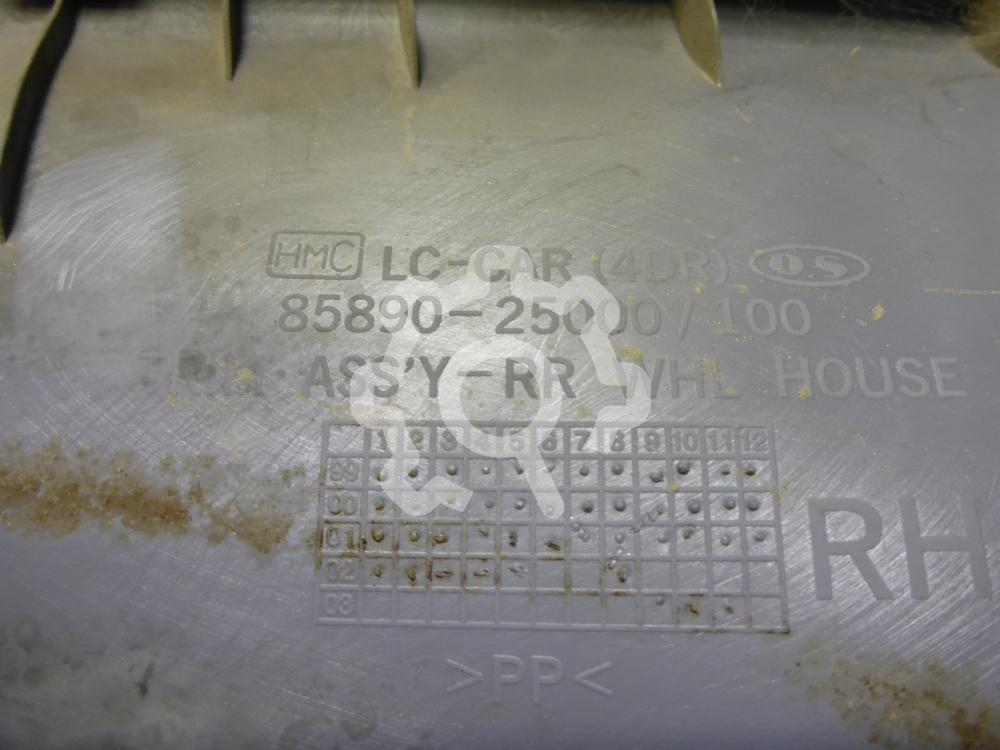 HMC LC-CAR (4DR) O.S
85890-25000/100
TRIM ASS'Y-RR WHL HOUSE
1 2 3 4 5 6 7 8 9 10 11 12
99
00
01
02
03
RH
>PP<